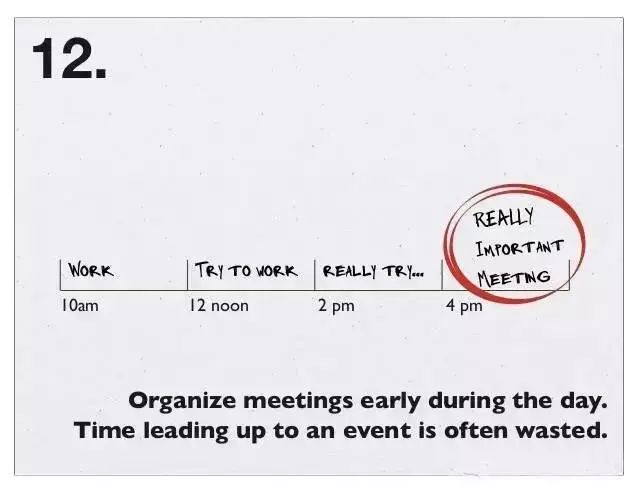 12.
REALLY
IMPORTANT
MEETING
WORK
TRY TO WORK
REALLY TRY...
10am
12 noon
2 pm
4 pm
Organize meetings early during the day.
Time leading up to an event is often wasted.